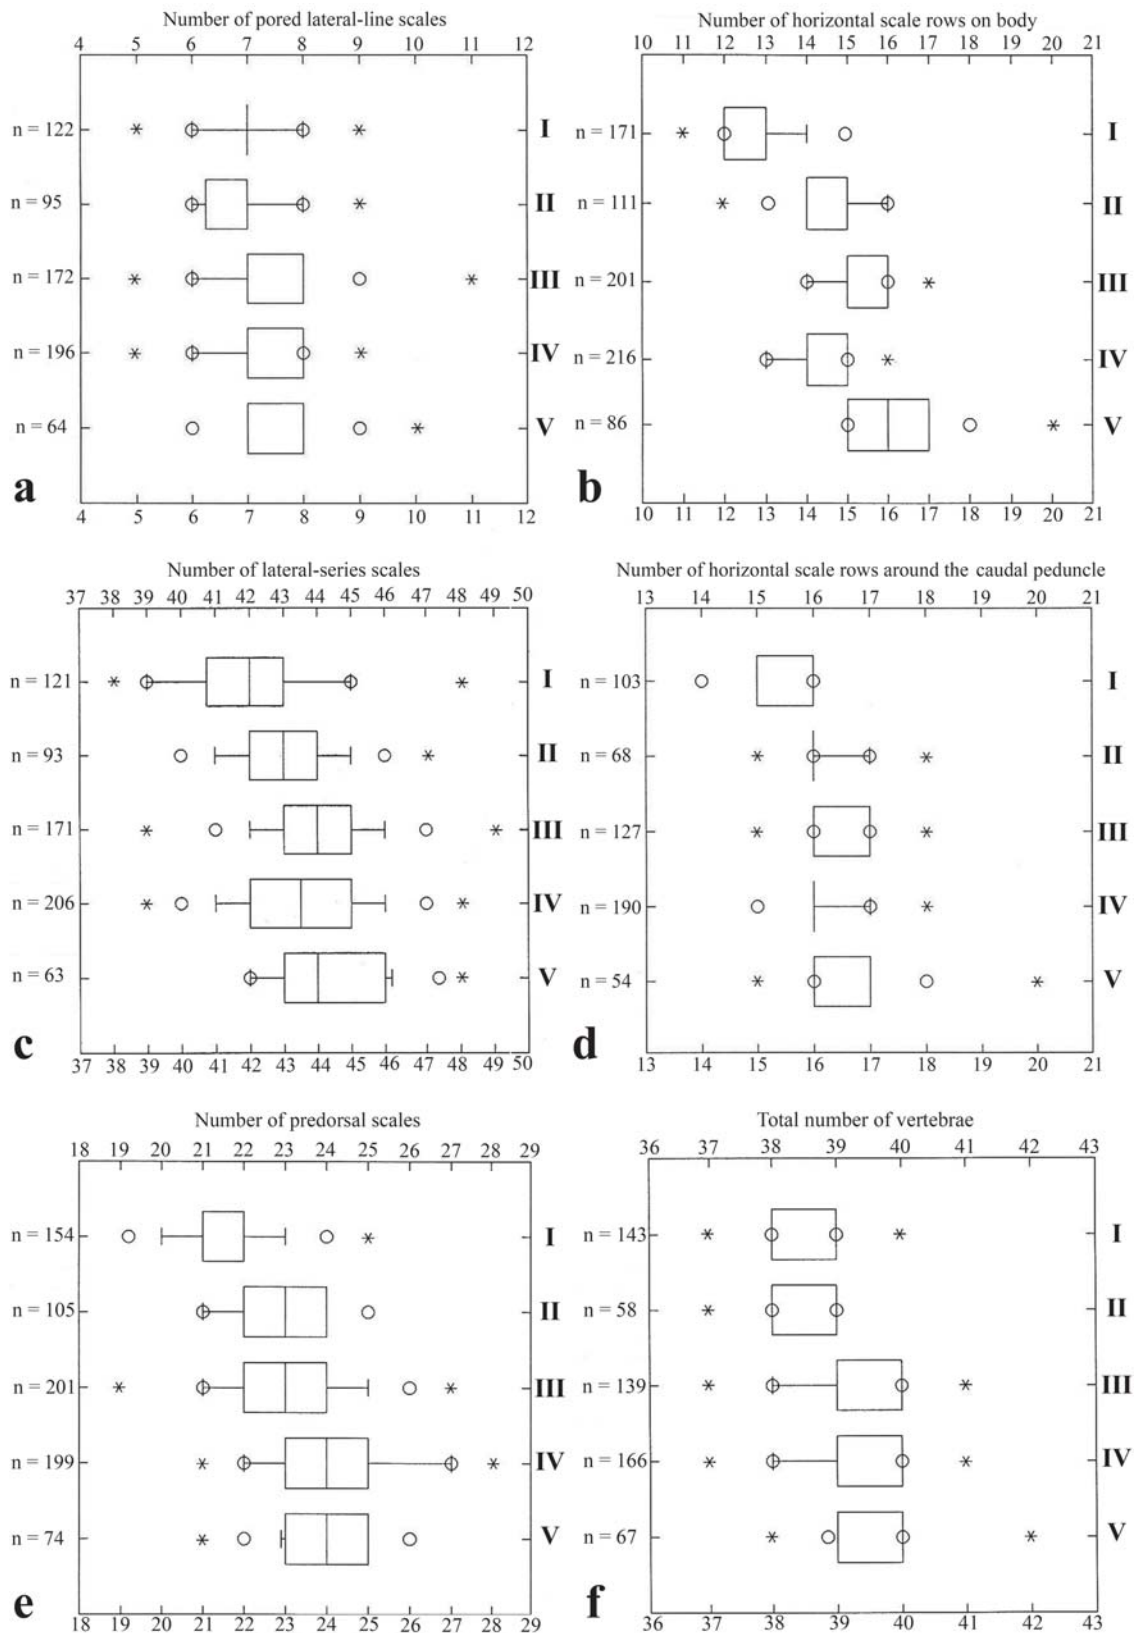 Number of pored lateral-line scales
4 5 6 7 8 9 10 11 12
n = 122 I
n = 95 II
n = 172 III
n = 196 IV
n = 64 V
a
4 5 6 7 8 9 10 11 12
Number of horizontal scale rows on body
10 11 12 13 14 15 16 17 18 19 20 21
n = 171 I
n = 111 II
n = 201 III
n = 216 IV
n = 86 V
b
10 11 12 13 14 15 16 17 18 19 20 21
Number of lateral-series scales
37 38 39 40 41 42 43 44 45 46 47 48 49 50
n = 121 I
n = 93 II
n = 171 III
n = 206 IV
n = 63 V
c
37 38 39 40 41 42 43 44 45 46 47 48 49 50
Number of horizontal scale rows around the caudal peduncle
13 14 15 16 17 18 19 20 21
n = 103 I
n = 68 II
n = 127 III
n = 190 IV
n = 54 V
d
13 14 15 16 17 18 19 20 21
Number of predorsal scales
18 19 20 21 22 23 24 25 26 27 28 29
n = 154 I
n = 105 II
n = 201 III
n = 199 IV
n = 74 V
e
18 19 20 21 22 23 24 25 26 27 28 29
Total number of vertebrae
36 37 38 39 40 41 42 43
n = 143 I
n = 58 II
n = 139 III
n = 166 IV
n = 67 V
f
36 37 38 39 40 41 42 43